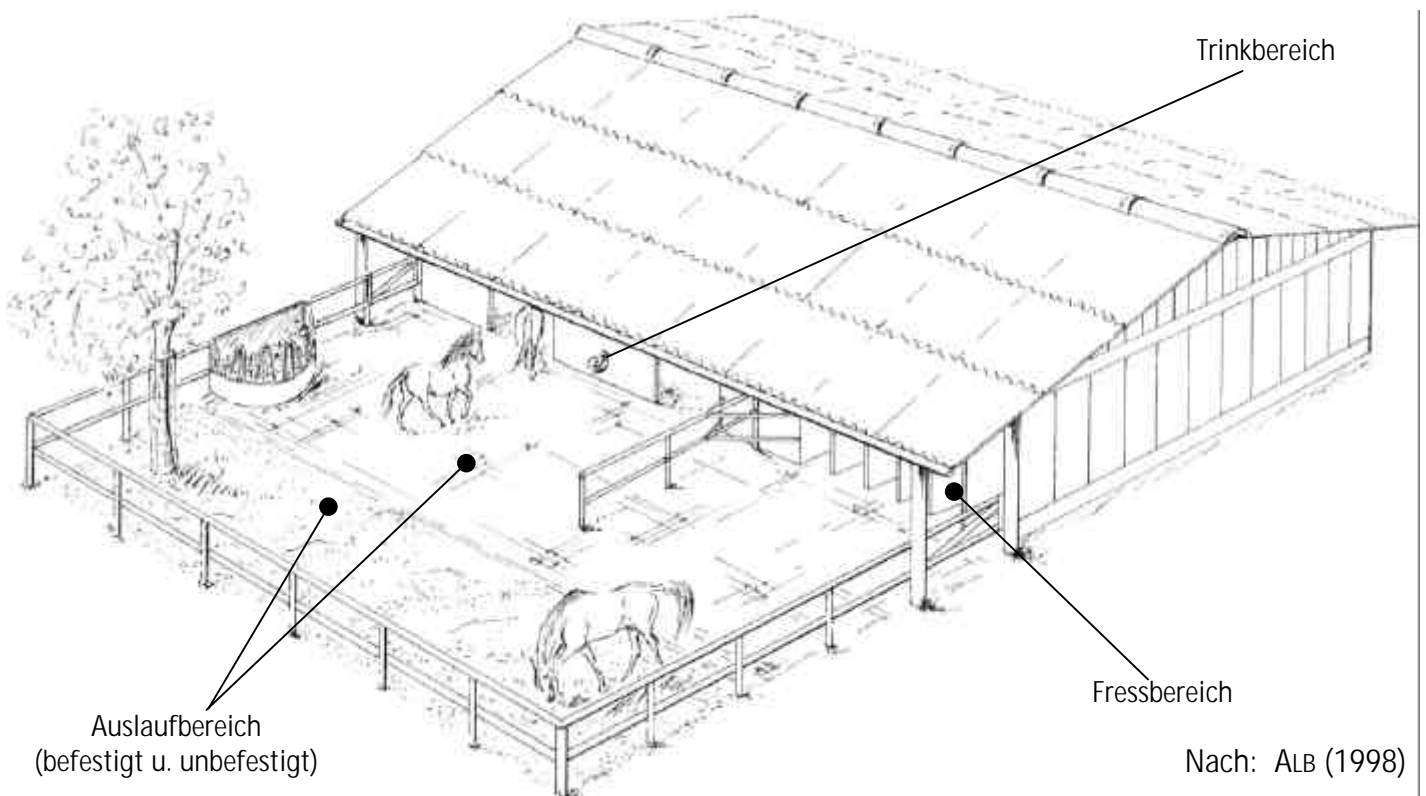 Trinkbereich
Fressbereich
Auslaufbereich
(befestigt u. unbefestigt)
Nach: ALB (1998)